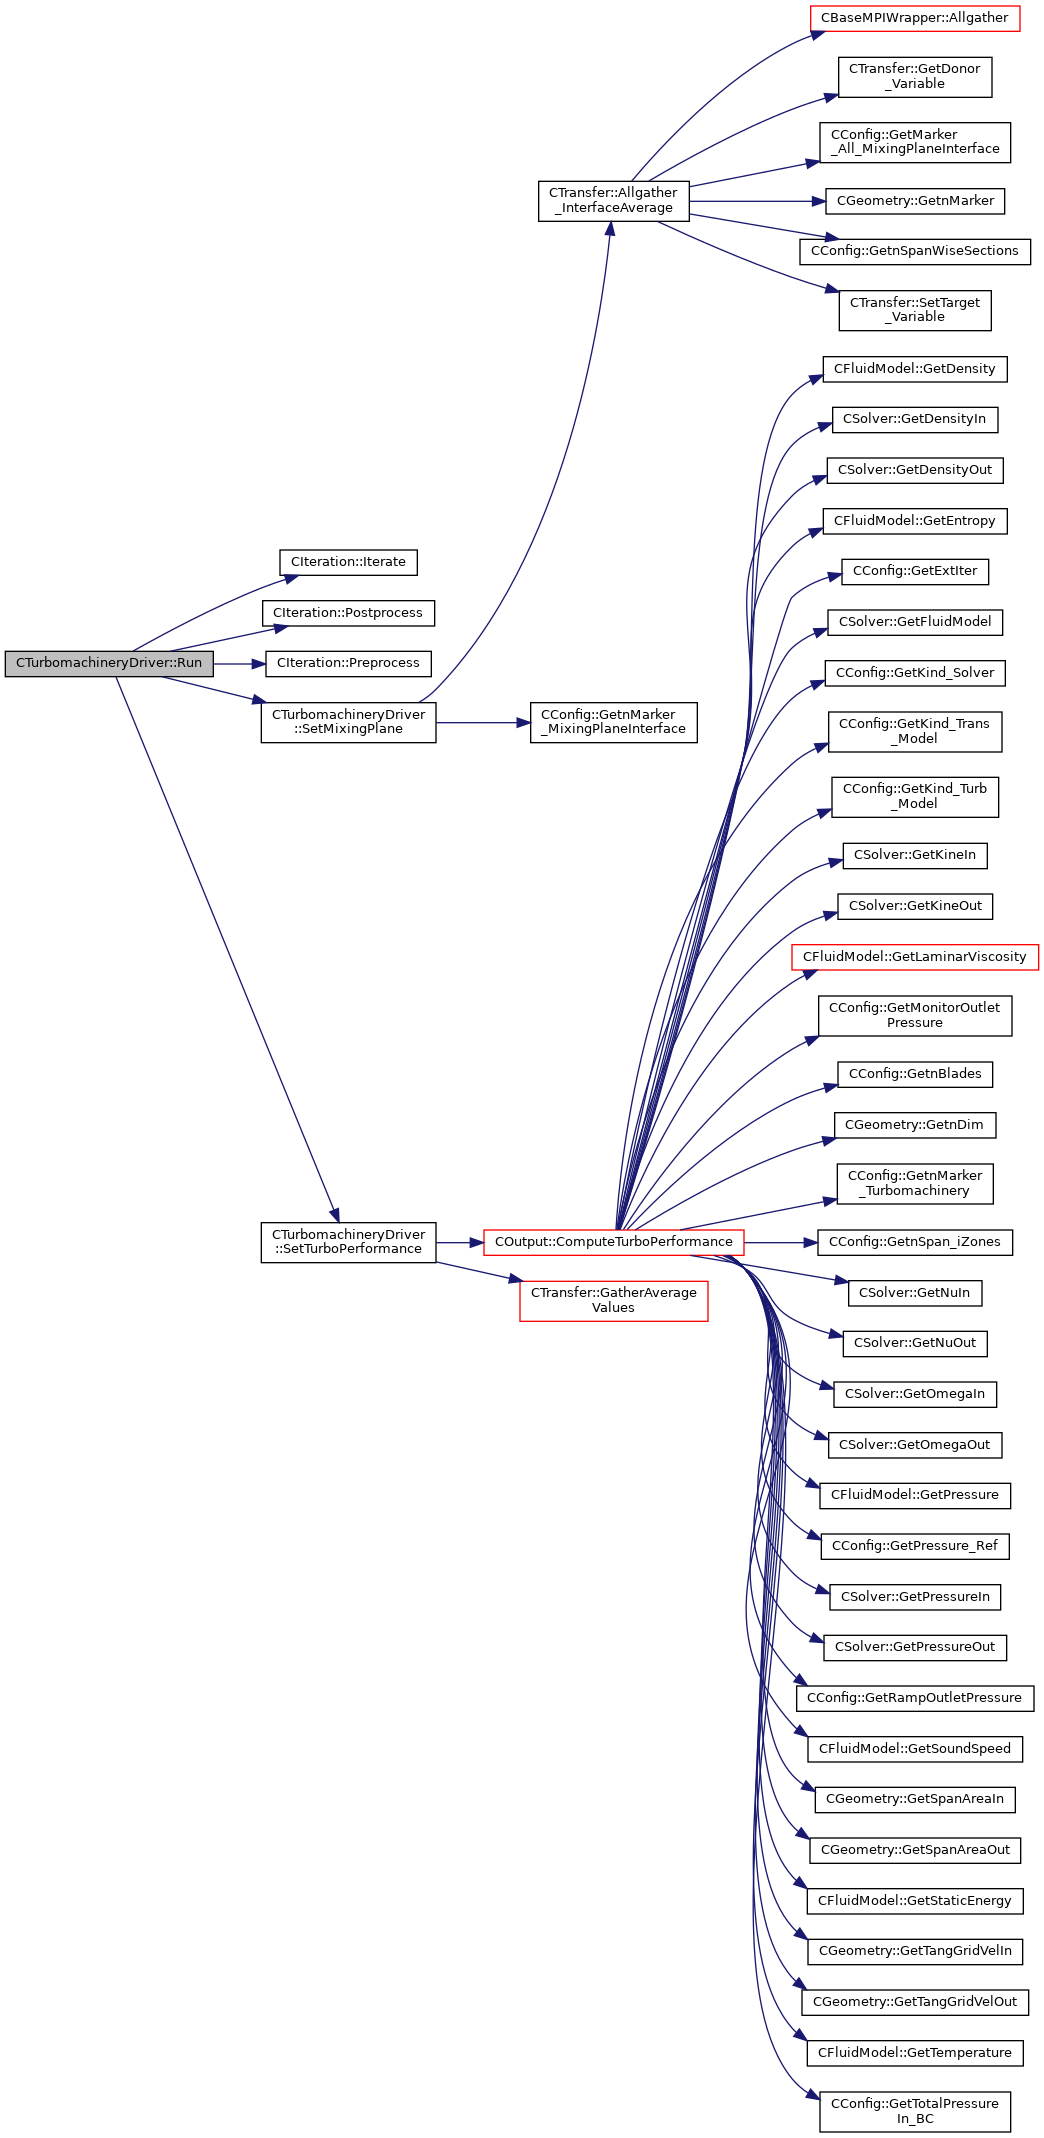 CBaseMPIWrapper::Allgather
CTransfer::GetDonor
_Variable
CConfig::GetMarker
_All_MixingPlaneInterface
CTransfer::Allgather
_InterfaceAverage
CGeometry::GetnMarker
CConfig::GetnSpanWiseSections
CTransfer::SetTarget
_Variable
CFluidModel::GetDensity
CSolver::GetDensityIn
CSolver::GetDensityOut
CFluidModel::GetEntropy
CIteration::Iterate
CConfig::GetExtIter
CIteration::Postprocess
CSolver::GetFluidModel
CTurbomachineryDriver::Run
CIteration::Preprocess
CConfig::GetKind_Solver
CTurbomachineryDriver
::SetMixingPlane
CConfig::GetnMarker
_MixingPlaneInterface
CConfig::GetKind_Trans
_Model
CConfig::GetKind_Turb
_Model
CSolver::GetKineIn
CSolver::GetKineOut
CFluidModel::GetLaminarViscosity
CConfig::GetMonitorOutlet
Pressure
CConfig::GetnBlades
CGeometry::GetnDim
CConfig::GetnMarker
_Turbomachinery
CTurbomachineryDriver
::SetTurboPerformance
COutput::ComputeTurboPerformance
CConfig::GetnSpan_iZones
CTransfer::GatherAverage
Values
CSolver::GetNuIn
CSolver::GetNuOut
CSolver::GetOmegaIn
CSolver::GetOmegaOut
CFluidModel::GetPressure
CConfig::GetPressure_Ref
CSolver::GetPressureIn
CSolver::GetPressureOut
CConfig::GetRampOutletPressure
CFluidModel::GetSoundSpeed
CGeometry::GetSpanAreaIn
CGeometry::GetSpanAreaOut
CFluidModel::GetStaticEnergy
CGeometry::GetTangGridVelIn
CGeometry::GetTangGridVelOut
CFluidModel::GetTemperature
CConfig::GetTotalPressure
In_BC